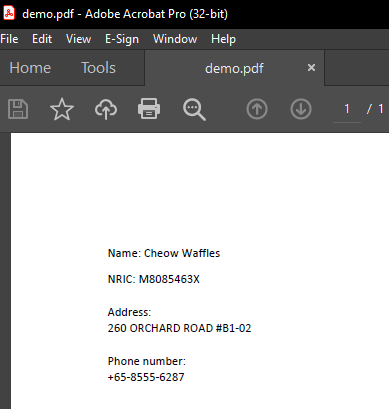 demo.pdf - Adobe Acrobat Pro (32-bit)
File Edit View E-Sign Window Help
Home Tools demo.pdf ×
1 / 1
Name: Cheow Waffles
NRIC: M8085463X
Address:
260 ORCHARD ROAD #B1-02
Phone number:
+65-8555-6287